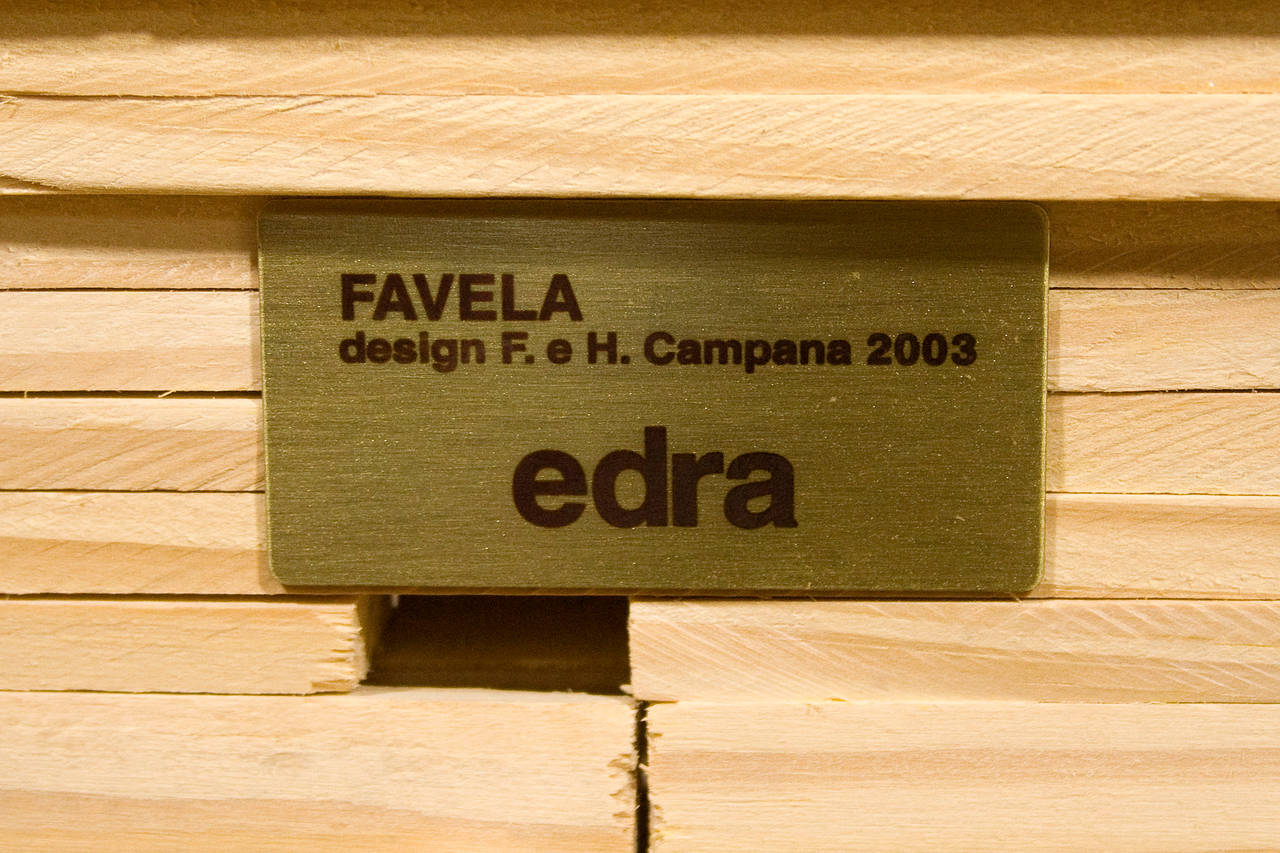 FAVELA
design F. e H. Campana 2003
edra